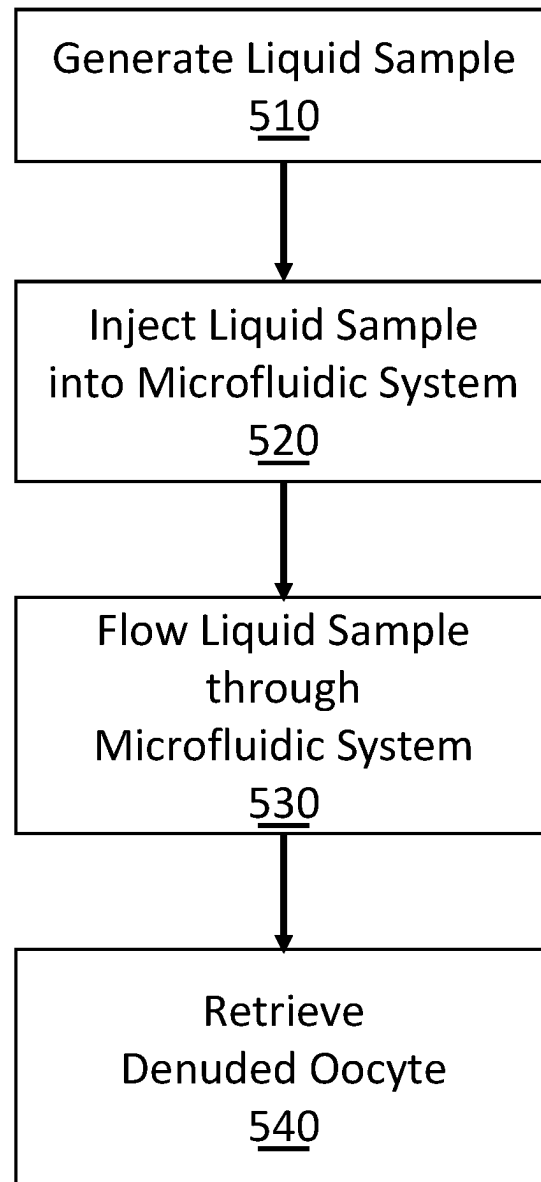 Generate Liquid Sample
510
Inject Liquid Sample
into Microfluidic System
520
Flow Liquid Sample
through
Microfluidic System
530
Retrieve
Denuded Oocyte
540